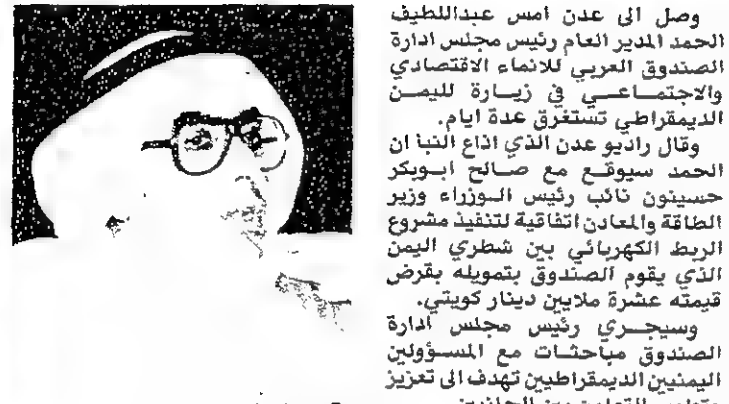 وصل الى عدن امس عبداللطيف
الحمد المدير العام رئيس مجلس ادارة
الصندوق العربي للانماء الاقتصادي
والاجتماعي في زيارة لليمن
الديمقراطي تستغرق عدة ايام.
وقال راديو عدن الذي اذاع النبا ان
الحمد سيوقع مع صالح ابوبكر
حسينون نائب رئيس الوزراء وزير
الطاقة والمعادن اتفاقية لتنفيذ مشروع
الربط الكهربائي بين شطري اليمن
الذي يقوم الصندوق بتمويله بقرض
قيمته عشرة ملايين دينار كويتي.
وسيجري رئيس مجلس ادارة
الصندوق مباحثات مع المسؤولين
اليمنيين الديمقراطيين تهدف الى تعزيز